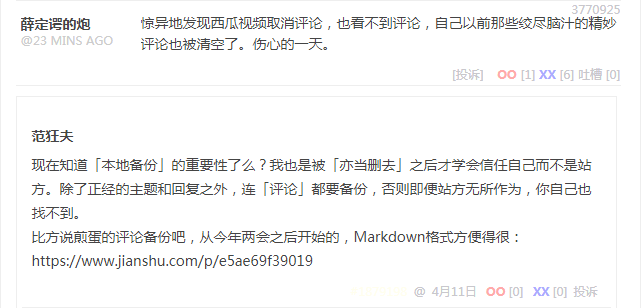 3770925
薛定谔的炮
@23 MINS AGO
惊异地发现西瓜视频取消评论，也看不到评论，自己以前那些绞尽脑汁的精妙
评论也被清空了。伤心的一天。
[投诉] OO [1] XX [6] 吐槽 [0]
范狂夫
现在知道「本地备份」的重要性了么？我也是被「亦当删去」之后才学会信任自己而不是站
方。除了正经的主题和回复之外，连「评论」都要备份，否则即便站方无所作为，你自己也
找不到。
比方说煎蛋的评论备份吧，从今年两会之后开始的，Markdown格式方便得很：
https://www.jianshu.com/p/e5ae69f39019
@ 4月11日 OO [0] XX [0] 投诉